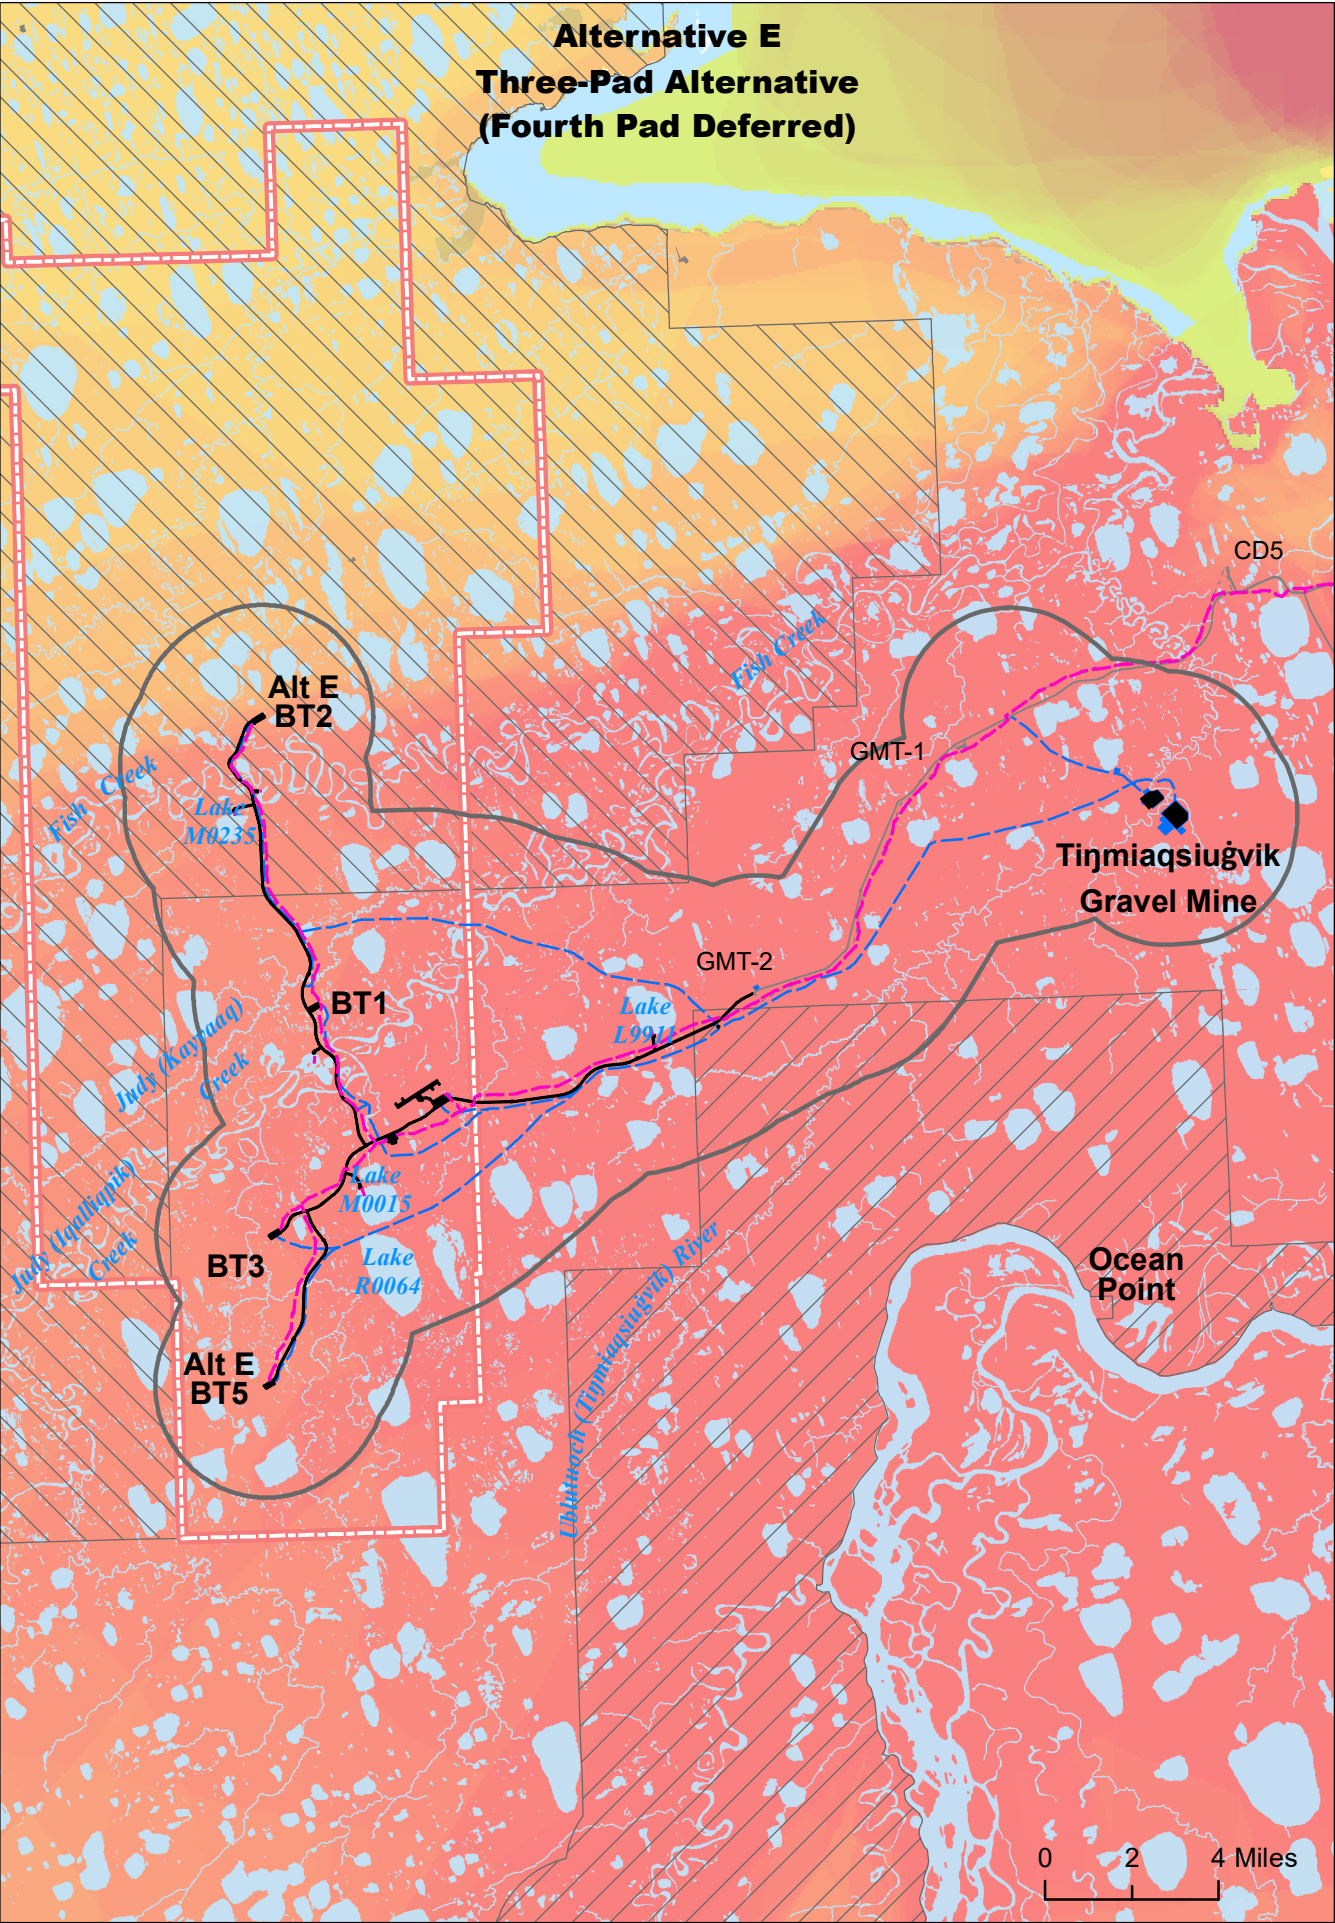 Alternative E
Three-Pad Alternative
(Fourth Pad Deferred)
CD5
Fish Creek
Alt E
BT2
GMT-1
Fish Creek
Lake
M0235
Tiŋmiaqsiuġvik
Gravel Mine
GMT-2
BT1
Lake
L9911
Judy (Kayyaaq)
Creek
Lake
M0015
Judy (Iqalliqpik)
Creek
BT3
Lake
R0064
Ublutuoch (Tiŋmiaqsiuġvik) River
Ocean
Point
Alt E
BT5
0 2 4 Miles